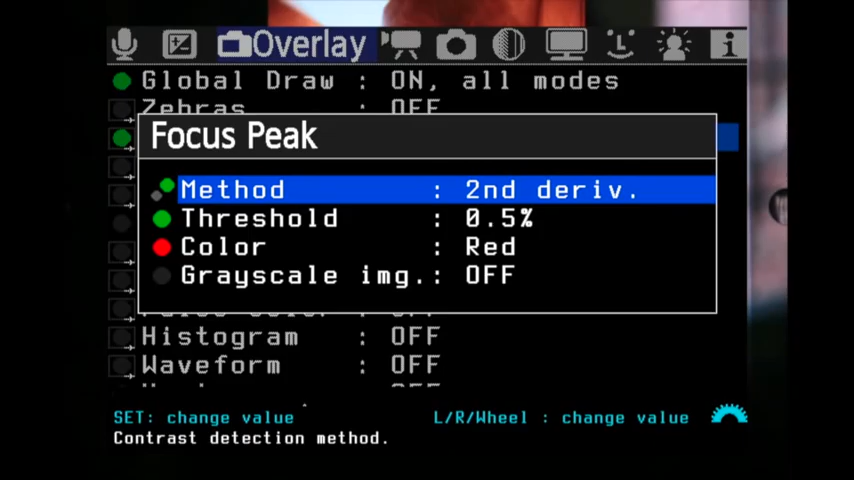 Overlay
Global Draw : ON, all modes
Zebras : OFF
Focus Peak
Method : 2nd deriv.
Threshold : 0.5%
Color : Red
Grayscale img.: OFF
Histogram : OFF
Waveform : OFF
SET: change value
L/R/Wheel : change value
Contrast detection method.